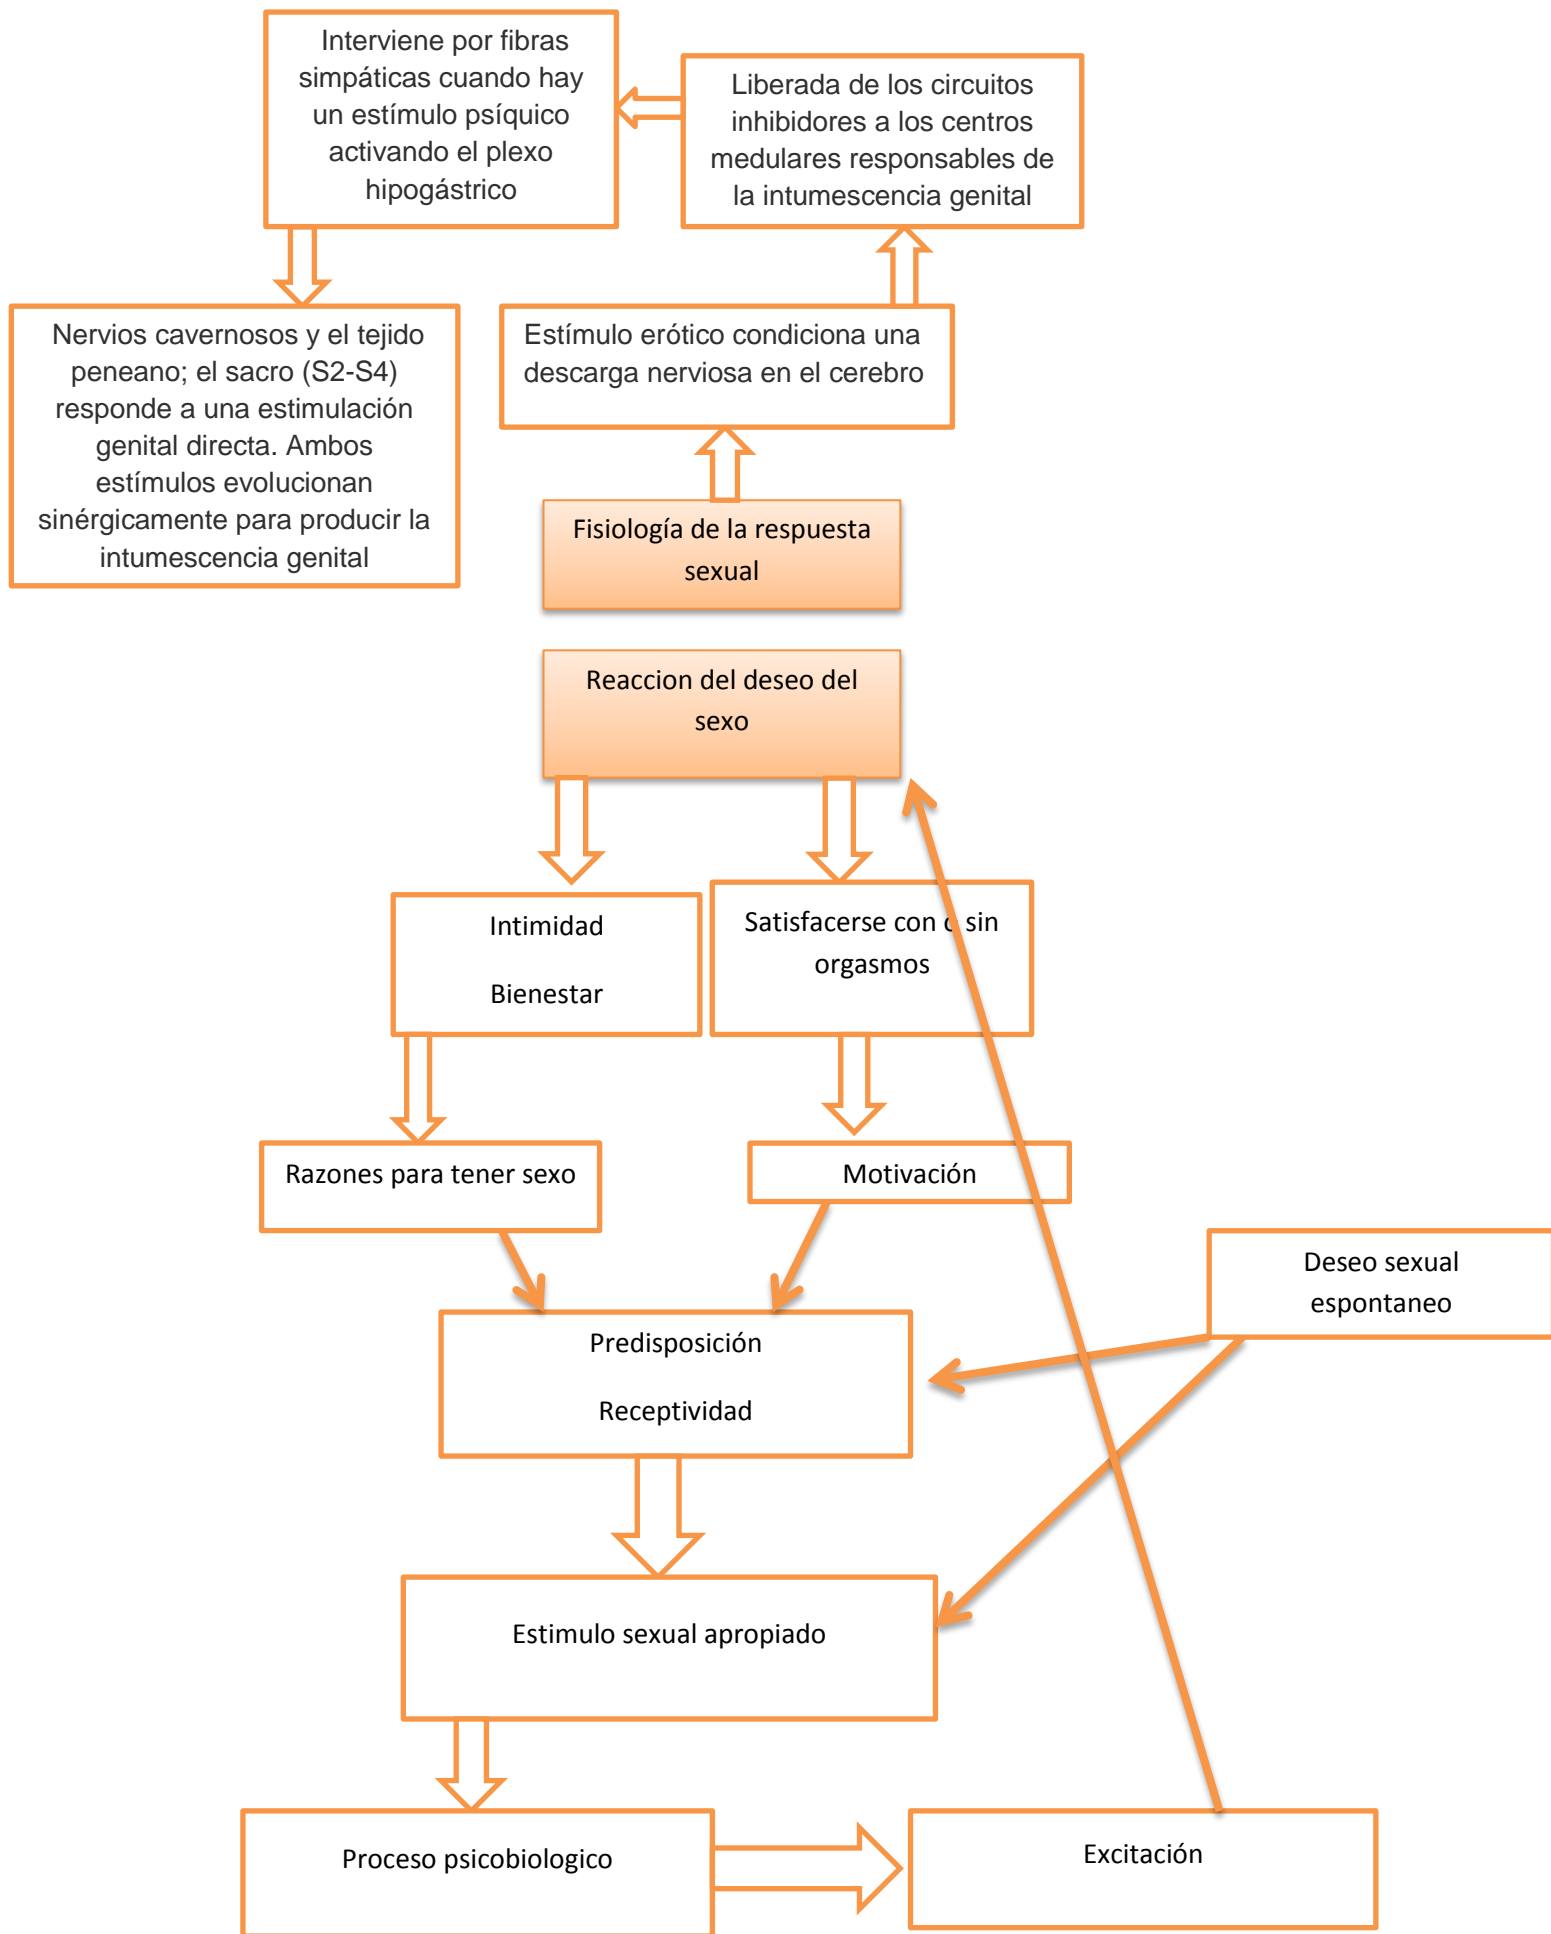 Interviene por fibras
simpáticas cuando hay
un estímulo psíquico
activando el plexo
hipogástrico
Liberada de los circuitos
inhibidores a los centros
medulares responsables de
la intumescencia genital
Nervios cavernosos y el tejido
peneano; el sacro (S2-S4)
responde a una estimulación
genital directa. Ambos
estímulos evolucionan
sinérgicamente para producir la
intumescencia genital
Estímulo erótico condiciona una
descarga nerviosa en el cerebro
Fisiología de la respuesta
sexual
Reaccion del deseo del
sexo
Intimidad
Bienestar
Satisfacerse con o sin
orgasmos
Razones para tener sexo
Motivación
Deseo sexual
espontaneo
Predisposición
Receptividad
Estimulo sexual apropiado
Proceso psicobiologico
Excitación